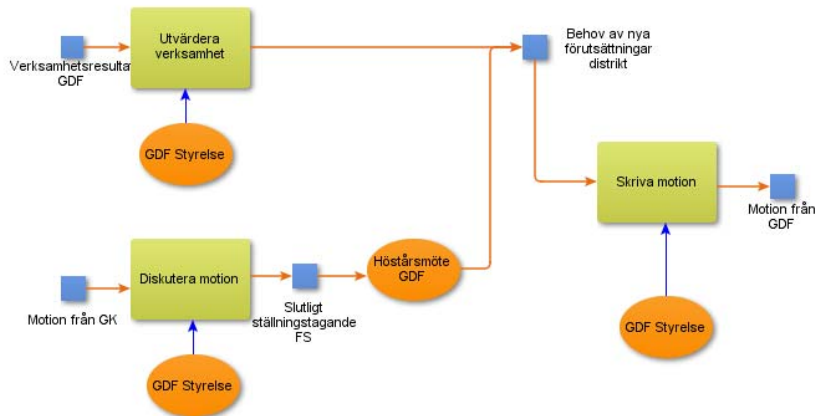 Utvärdera
verksamhet
Behov av nya
förutsättningar
distrikt
Verksamhetsresulta
GDF
GDF Styrelse
Skriva motion
Motion från
GDF
Diskutera motion
Höstårsmöte
GDF
Motion från GK
Slutligt
ställningstagande
FS
GDF Styrelse
GDF Styrelse